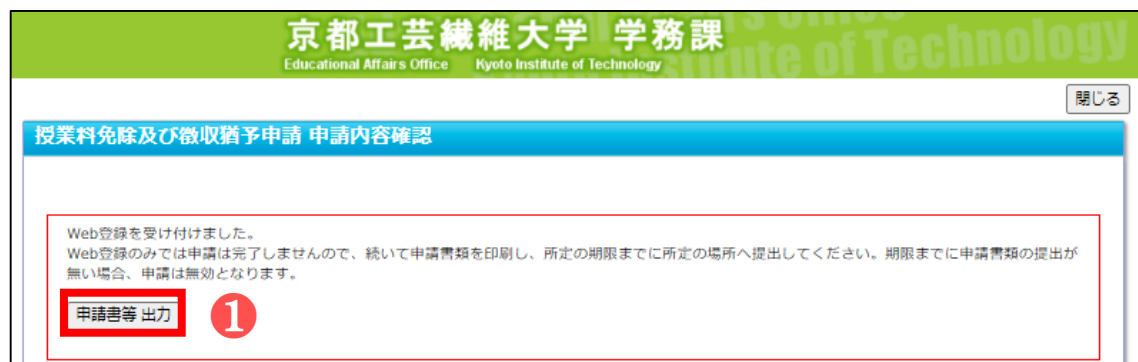 京都工芸繊維大学 学務課
Educational Affairs Office Kyoto Institute of Technology
閉じる
授業料免除及び徴収猶予申請 申請内容確認
Web登録を受け付けました。
Web登録のみでは申請は完了しませんので、続いて申請書類を印刷し、所定の期限までに所定の場所へ提出してください。期限までに申請書類の提出が
無い場合、申請は無効となります。
申請書等 出力
1